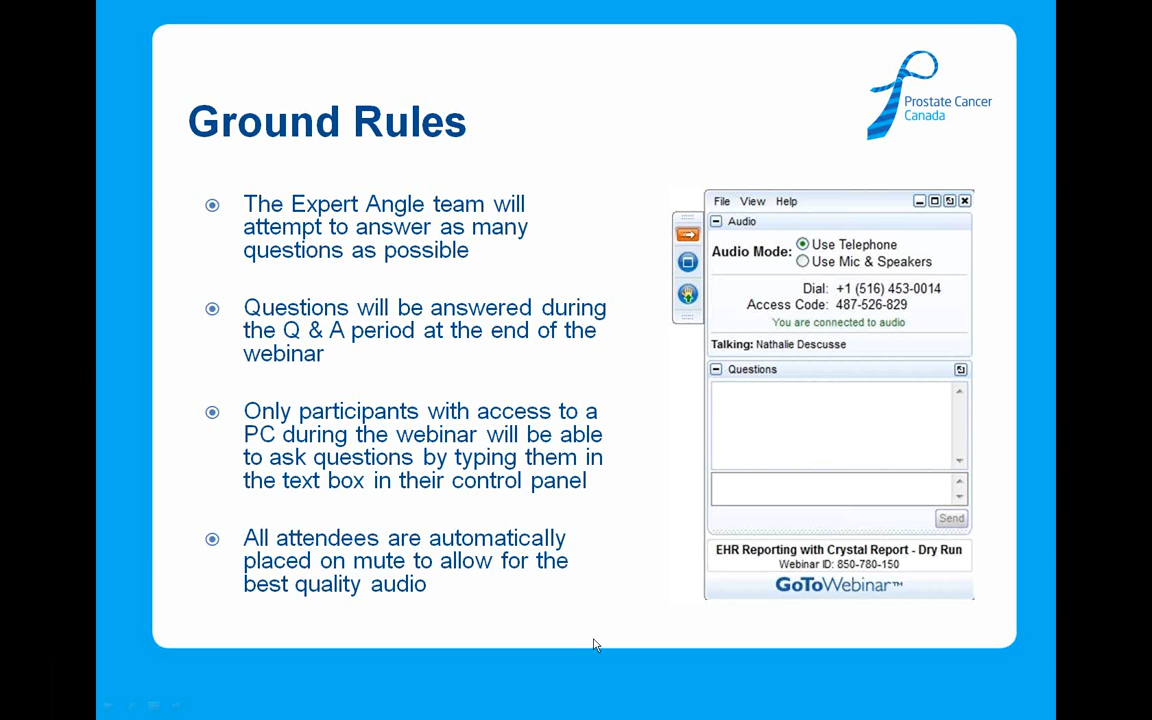 Prostate Cancer
Canada
Ground Rules
The Expert Angle team will
attempt to answer as many
questions as possible
Questions will be answered during
the Q & A period at the end of the
webinar
Only participants with access to a
PC during the webinar will be able
to ask questions by typing them in
the text box in their control panel
All attendees are automatically
placed on mute to allow for the
best quality audio
File View Help
Audio
Audio Mode: Use Telephone
Use Mic & Speakers
Dial: +1 (516) 453-0014
Access Code: 487-526-829
You are connected to audio
Talking: Nathalie Descusse
Questions
Send
EHR Reporting with Crystal Report - Dry Run
Webinar ID: 850-780-150
GoToWebinar™